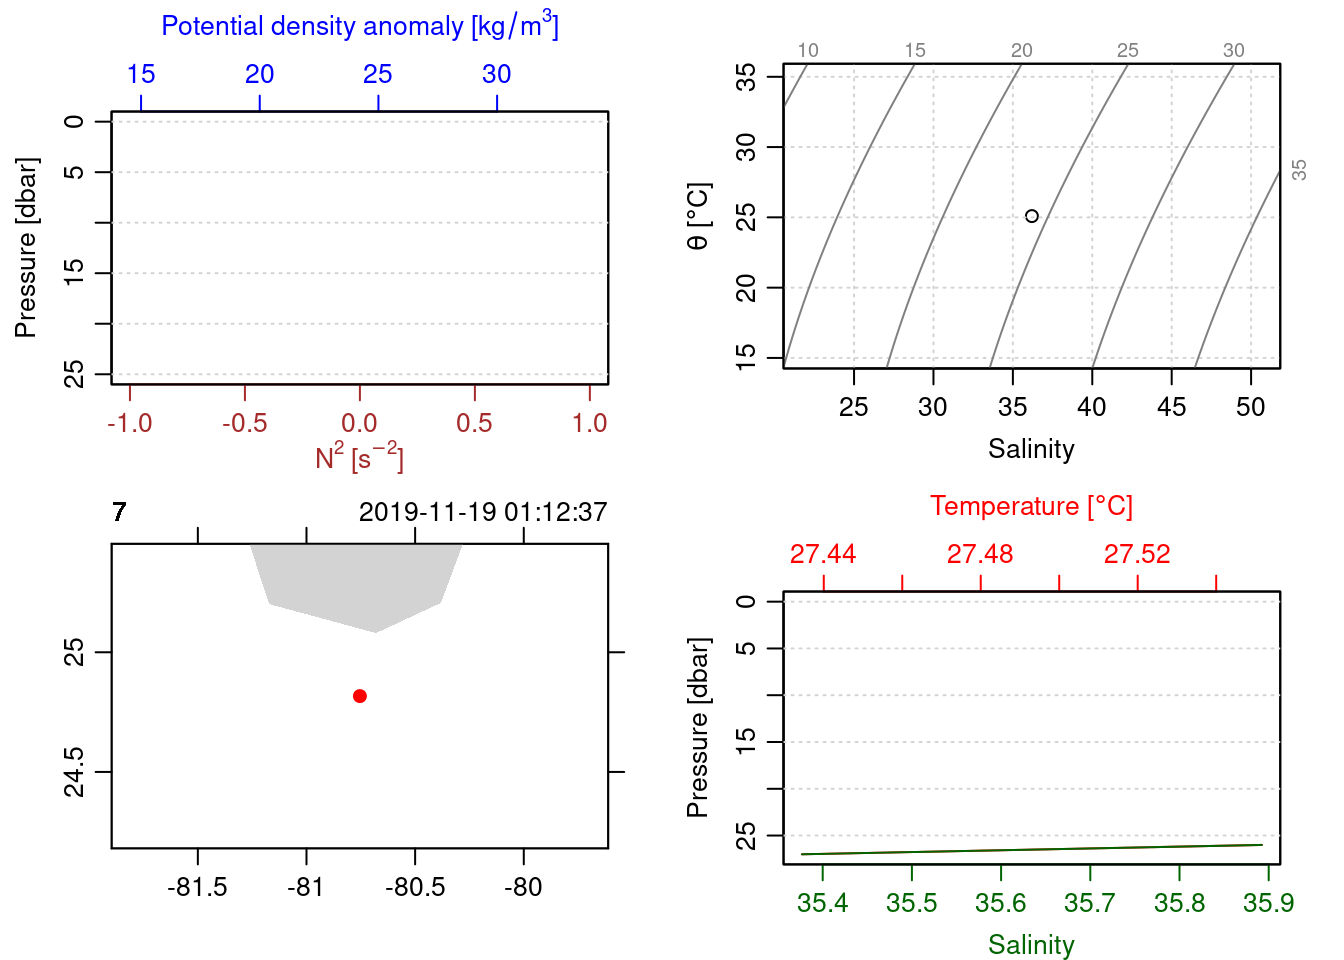 Potential density anomaly [kg/m³]
15 20 25 30
Pressure [dbar]
0
5
15
25
-1.0 -0.5 0.0 0.5 1.0
N² [s⁻²]
10 15 20 25 30
35
θ [°C]
35
30
25
20
15
25 30 35 40 45 50
Salinity
7 2019-11-19 01:12:37
25
24.5
-81.5 -81 -80.5 -80
Temperature [°C]
27.44 27.48 27.52
Pressure [dbar]
0
5
15
25
35.4 35.5 35.6 35.7 35.8 35.9
Salinity